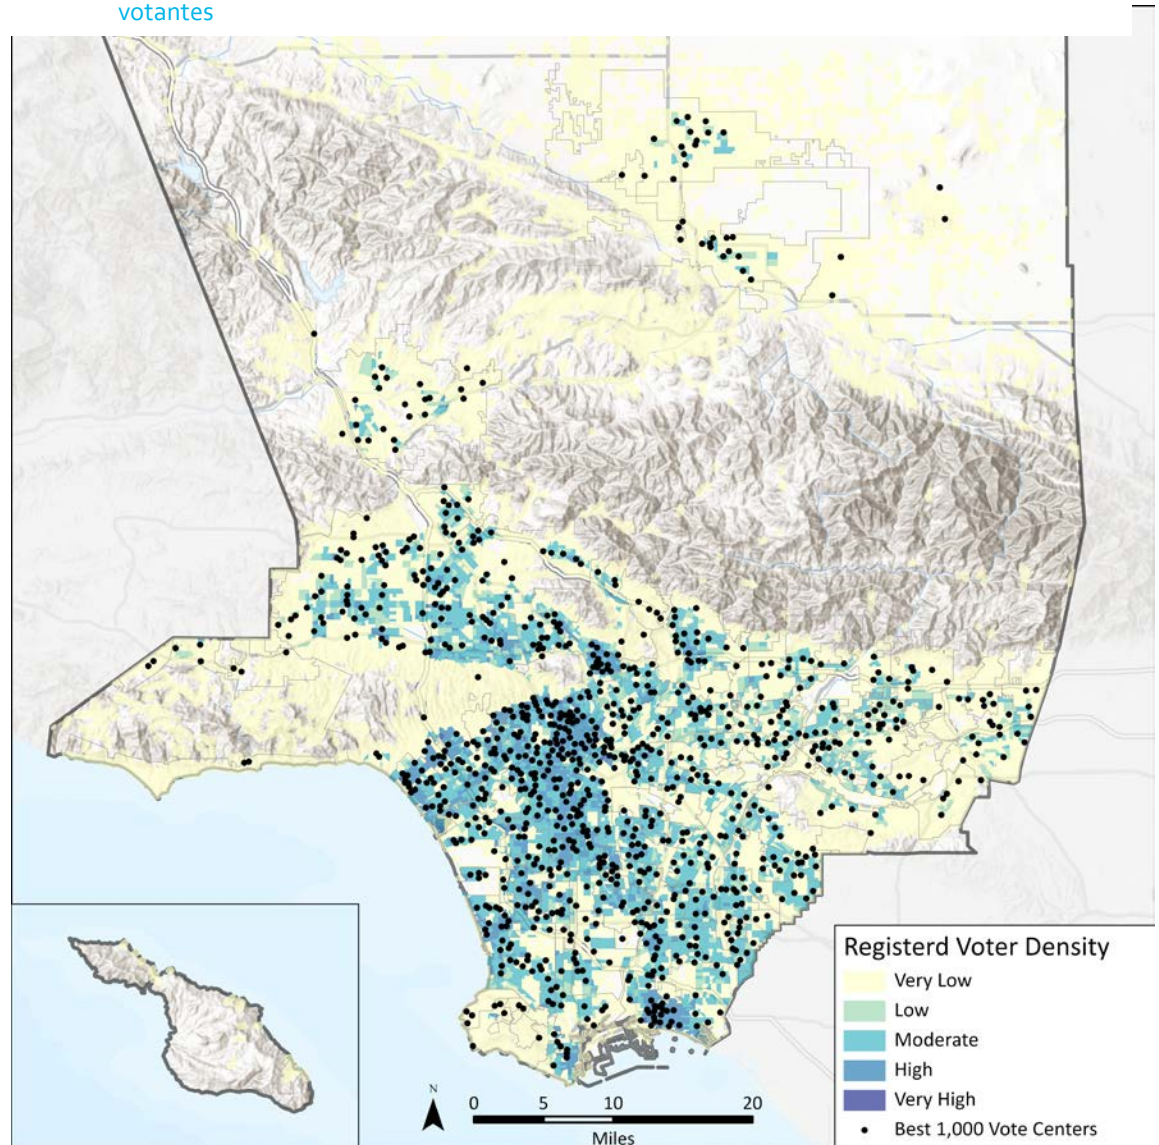 votantes
Registerd Voter Density
Very Low
Low
Moderate
High
Very High
Best 1,000 Vote Centers
N
0 5 10 20
Miles